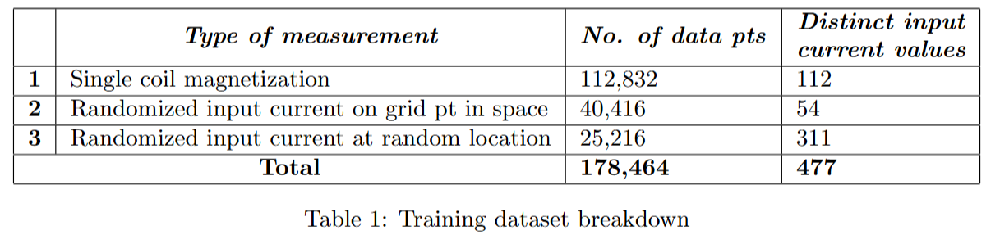 Type of measurement No. of data pts Distinct input current values
1 Single coil magnetization 112,832 112
2 Randomized input current on grid pt in space 40,416 54
3 Randomized input current at random location 25,216 311
Total 178,464 477
Table 1: Training dataset breakdown